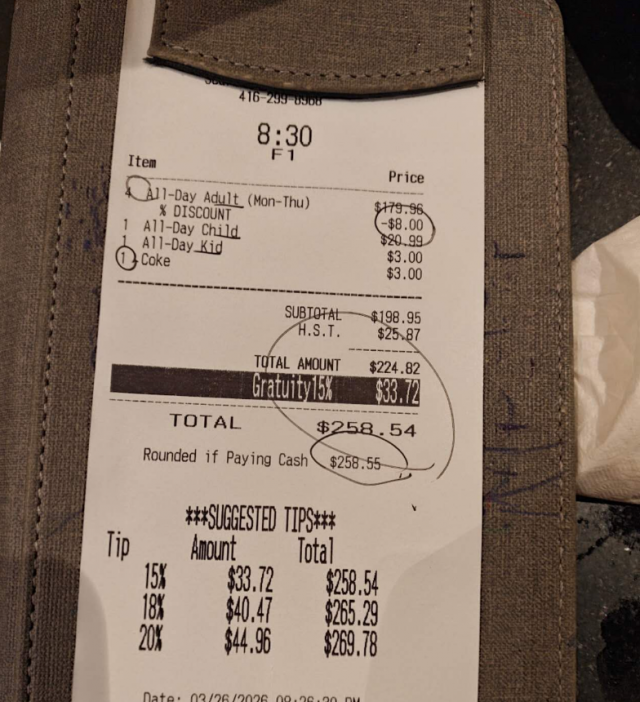 416-299-8988
8:30
F1
Item Price
4 All-Day Adult (Mon-Thu) $179.96
% DISCOUNT -$8.00
1 All-Day Child $20.99
1 All-Day Kid $3.00
1 Coke $3.00
SUBTOTAL $198.95
H.S.T. $25.87
TOTAL AMOUNT $224.82
Gratuity15% $33.72
TOTAL $258.54
Rounded if Paying Cash $258.55
***SUGGESTED TIPS***
Tip Amount Total
15% $33.72 $258.54
18% $40.47 $265.29
20% $44.96 $269.78
Date: 03/26/2026